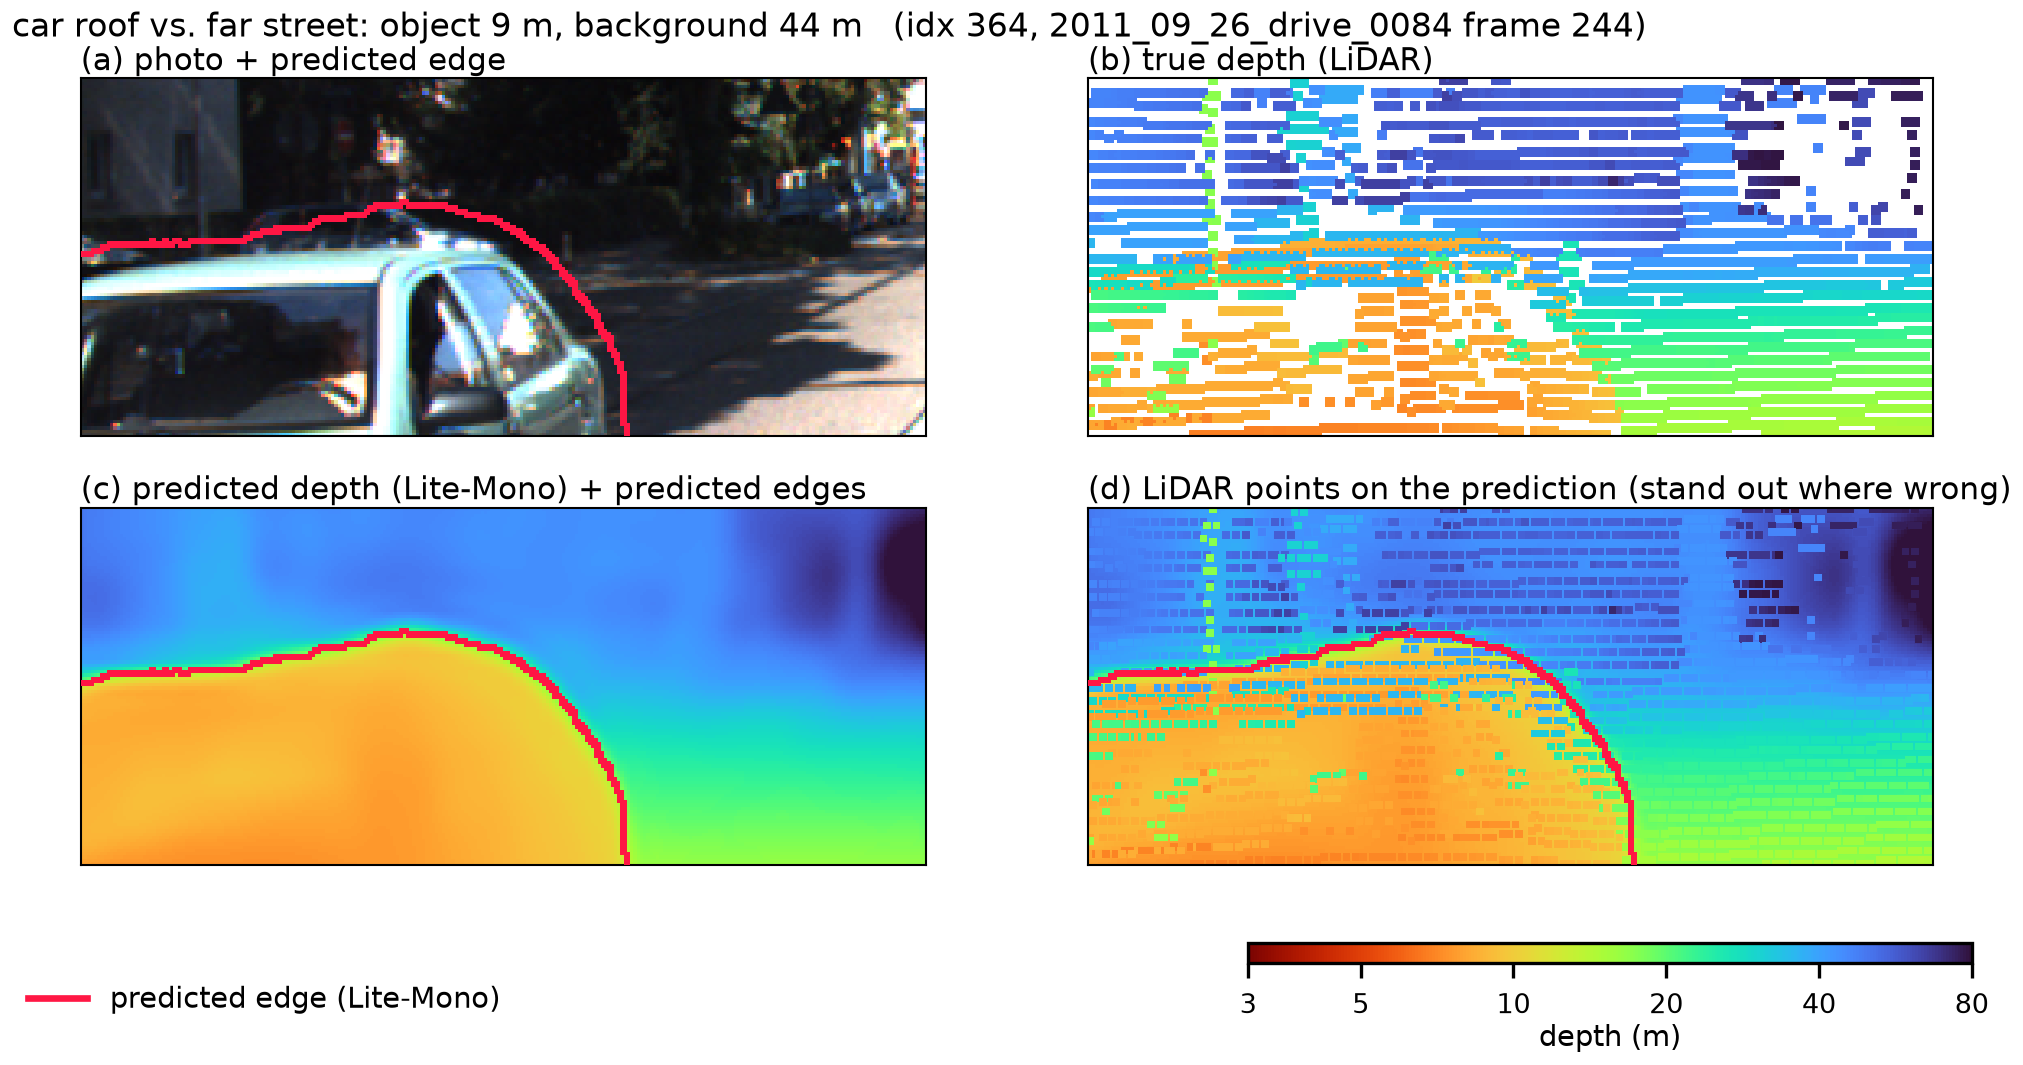 car roof vs. far street: object 9 m, background 44 m   (idx 364, 2011_09_26_drive_0084 frame 244)
(a) photo + predicted edge
(b) true depth (LiDAR)
(c) predicted depth (Lite-Mono) + predicted edges
(d) LiDAR points on the prediction (stand out where wrong)
predicted edge (Lite-Mono)
3 5 10 20 40 80
depth (m)